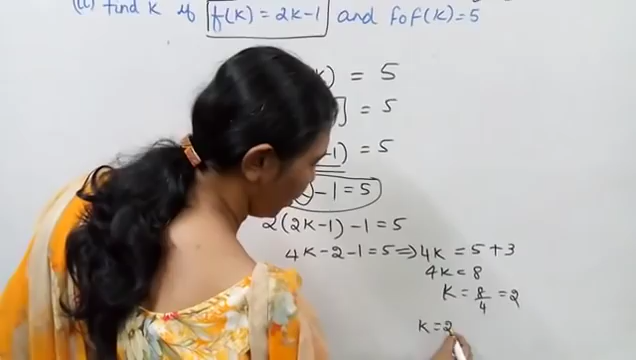 (ii) find k if f(k) = 2k-1 and fof(k)=5
k) = 5
] = 5
-1) = 5
) -1 = 5
2(2k-1) -1 = 5
4k-2-1=5 ⇒ 4k = 5+3
4k = 8
k = 8/4 = 2
k = 2